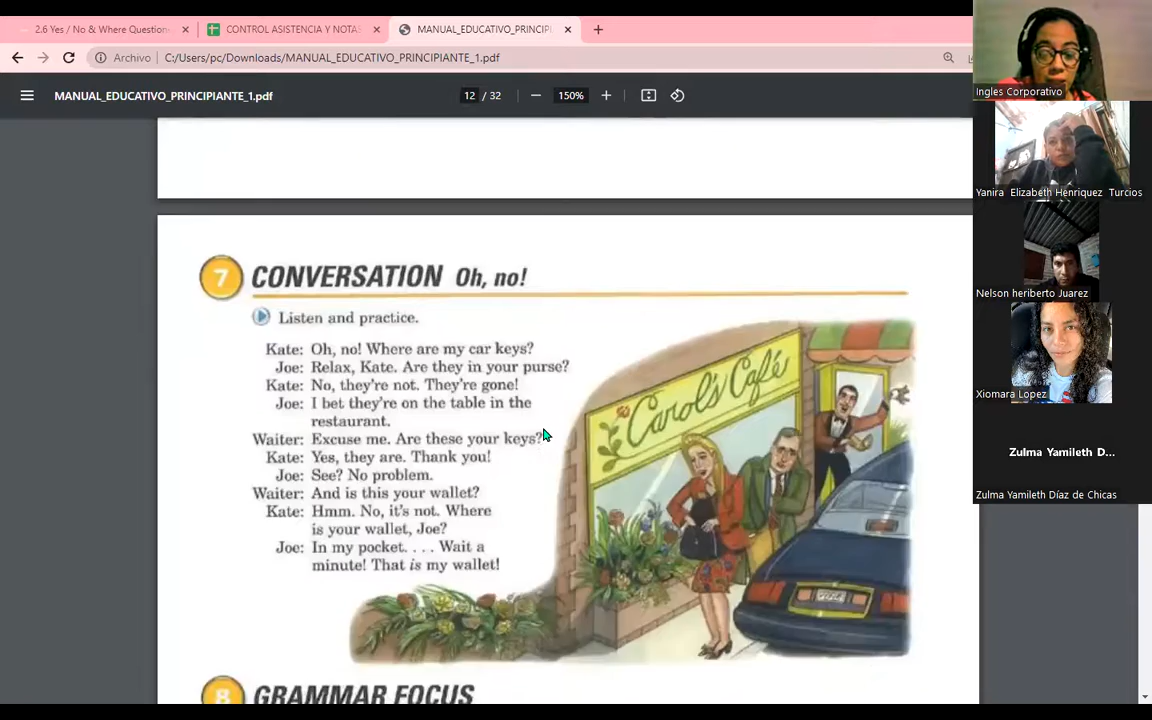 2.6 Yes / No & Where Question
CONTROL ASISTENCIA Y NOTAS
MANUAL_EDUCATIVO_PRINCIPI
Archivo
C:/Users/pc/Downloads/MANUAL_EDUCATIVO_PRINCIPIANTE_1.pdf
MANUAL_EDUCATIVO_PRINCIPIANTE_1.pdf
12 / 32
150%
7 CONVERSATION Oh, no!
Listen and practice.
Kate: Oh, no! Where are my car keys?
Joe: Relax, Kate. Are they in your purse?
Kate: No, they're not. They're gone!
Joe: I bet they're on the table in the
restaurant.
Waiter: Excuse me. Are these your keys?
Kate: Yes, they are. Thank you!
Joe: See? No problem.
Waiter: And is this your wallet?
Kate: Hmm. No, it's not. Where
is your wallet, Joe?
Joe: In my pocket. . . . Wait a
minute! That is my wallet!
Carol's Café
8 GRAMMAR FOCUS
Ingles Corporativo
Yanira Elizabeth Henriquez Turcios
Nelson heriberto Juarez
Xiomara Lopez
Zulma Yamileth D...
Zulma Yamileth Díaz de Chicas